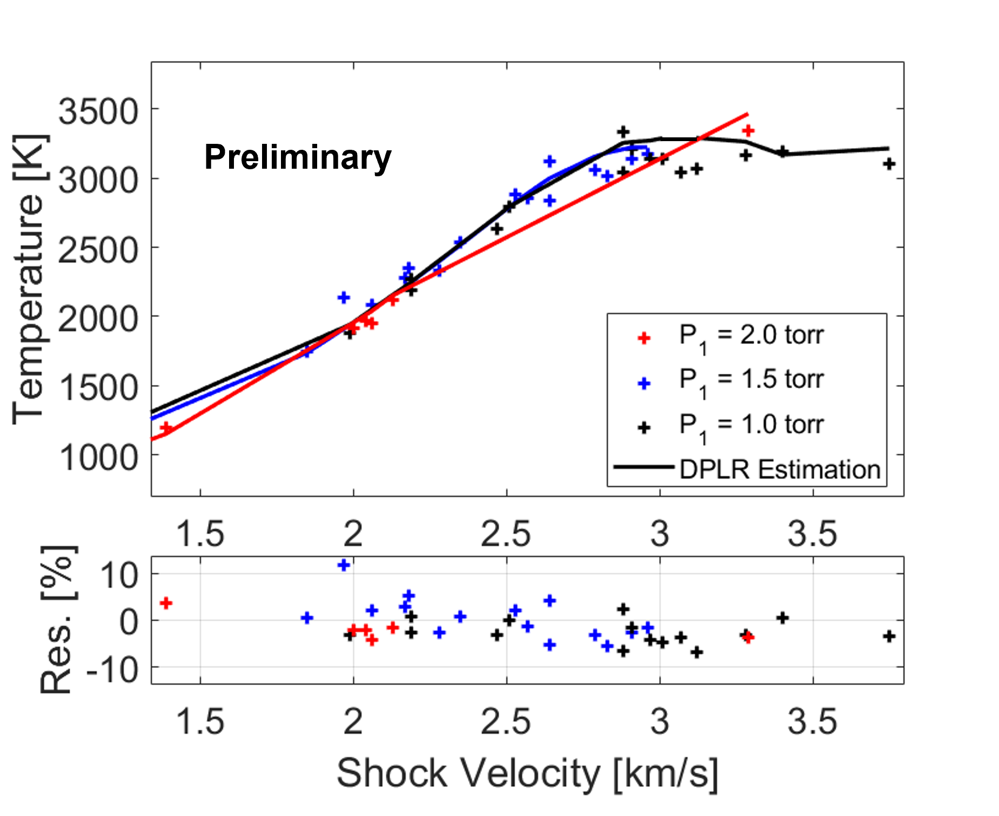 3500
3000
2500
2000
1500
1000
Temperature [K]
Preliminary
P1 = 2.0 torr
P1 = 1.5 torr
P1 = 1.0 torr
DPLR Estimation
1.5 2 2.5 3 3.5
10
0
-10
Res. [%]
1.5 2 2.5 3 3.5
Shock Velocity [km/s]